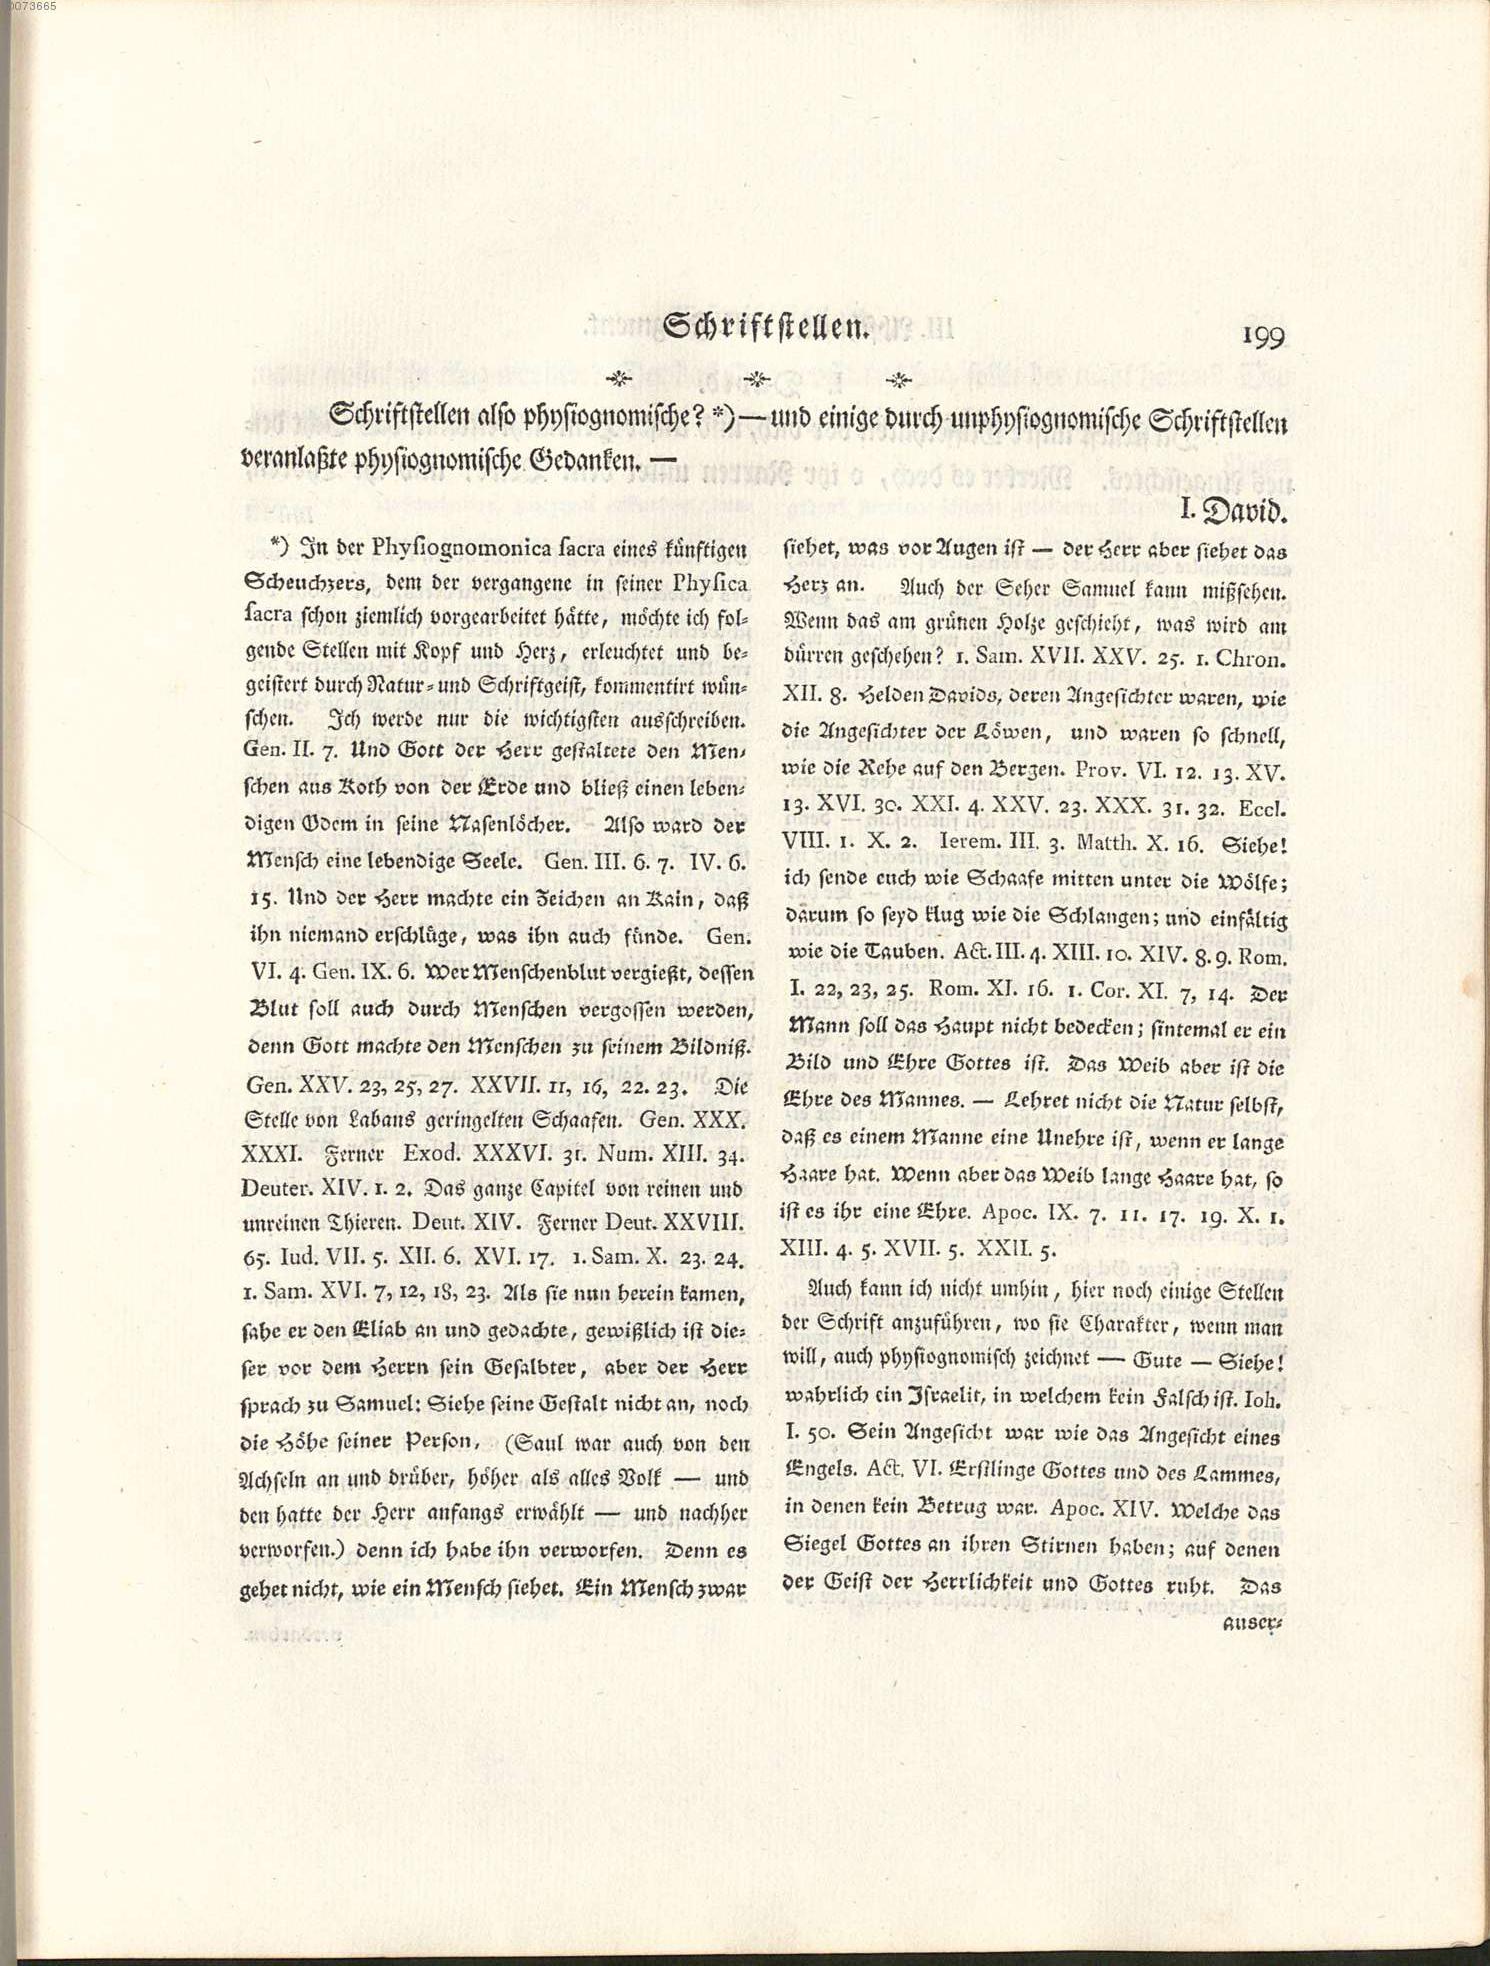 0073665
Schriftstellen. 199
Schriftstellen also physiognomische? *) — und einige durch unphysiognomische Schriftstellen
veranlaßte physiognomische Gedanken. —
I. David.
*) In der Physiognomonica sacra eines künftigen
Scheuchzers, dem der vergangene in seiner Physica
sacra schon ziemlich vorgearbeitet hätte, möchte ich fol-
gende Stellen mit Kopf und Herz, erleuchtet und be-
geistert durch Natur- und Schriftgeist, kommentirt wün-
schen. Ich werde nur die wichtigsten ausschreiben.
Gen. II. 7. Und Gott der Herr gestaltete den Men-
schen aus Koth von der Erde und bließ einen leben-
digen Odem in seine Nasenlöcher. Also ward der
Mensch eine lebendige Seele. Gen. III. 6. 7. IV. 6.
15. Und der Herr machte ein Zeichen an Kain, daß
ihn niemand erschlüge, was ihn auch fünde. Gen.
VI. 4. Gen. IX. 6. Wer Menschenblut vergießt, dessen
Blut soll auch durch Menschen vergossen werden,
denn Gott machte den Menschen zu seinem Bildniß.
Gen. XXV. 23, 25, 27. XXVII. 11, 16, 22. 23. Die
Stelle von Labans geringelten Schaafen. Gen. XXX.
XXXI. Ferner Exod. XXXVI. 31. Num. XIII. 34.
Deuter. XIV. 1. 2. Das ganze Capitel von reinen und
unreinen Thieren. Deut. XIV. Ferner Deut. XXVIII.
65. Iud. VII. 5. XII. 6. XVI. 17. 1. Sam. X. 23. 24.
1. Sam. XVI. 7, 12, 18, 23. Als sie nun herein kamen,
sahe er den Eliab an und gedachte, gewißlich ist die-
ser vor dem Herrn sein Gesalbter, aber der Herr
sprach zu Samuel: Siehe seine Gestalt nicht an, noch
die Höhe seiner Person, (Saul war auch von den
Achseln an und drüber, höher als alles Volk — und
den hatte der Herr anfangs erwählt — und nachher
verworfen.) denn ich habe ihn verworfen. Denn es
gehet nicht, wie ein Mensch siehet. Ein Mensch zwar
siehet, was vor Augen ist — der Herr aber siehet das
Herz an. Auch der Seher Samuel kann mißsehen.
Wenn das am grünen Holze geschieht, was wird am
dürren geschehen? 1. Sam. XVII. XXV. 25. 1. Chron.
XII. 8. Helden Davids, deren Angesichter waren, wie
die Angesichter der Löwen, und waren so schnell,
wie die Rehe auf den Bergen. Prov. VI. 12. 13. XV.
13. XVI. 30. XXI. 4. XXV. 23. XXX. 31. 32. Eccl.
VIII. 1. X. 2. Ierem. III. 3. Matth. X. 16. Siehe!
ich sende euch wie Schaafe mitten unter die Wölfe;
darum so seyd klug wie die Schlangen; und einfältig
wie die Tauben. Act. III. 4. XIII. 10. XIV. 8. 9. Rom.
I. 22, 23, 25. Rom. XI. 16. 1. Cor. XI. 7, 14. Der
Mann soll das Haupt nicht bedecken; sintemal er ein
Bild und Ehre Gottes ist. Das Weib aber ist die
Ehre des Mannes. — Lehret nicht die Natur selbst,
daß es einem Manne eine Unehre ist, wenn er lange
Haare hat. Wenn aber das Weib lange Haare hat, so
ist es ihr eine Ehre. Apoc. IX. 7. 11. 17. 19. X. 1.
XIII. 4. 5. XVII. 5. XXII. 5.
Auch kann ich nicht umhin, hier noch einige Stellen
der Schrift anzuführen, wo sie Charakter, wenn man
will, auch physiognomisch zeichnet — Gute — Siehe!
wahrlich ein Israelit, in welchem kein Falsch ist. Ioh.
I. 50. Sein Angesicht war wie das Angesicht eines
Engels. Act. VI. Erstlinge Gottes und des Lammes,
in denen kein Betrug war. Apoc. XIV. Welche das
Siegel Gottes an ihren Stirnen haben; auf denen
der Geist der Herrlichkeit und Gottes ruht. Das
auser-